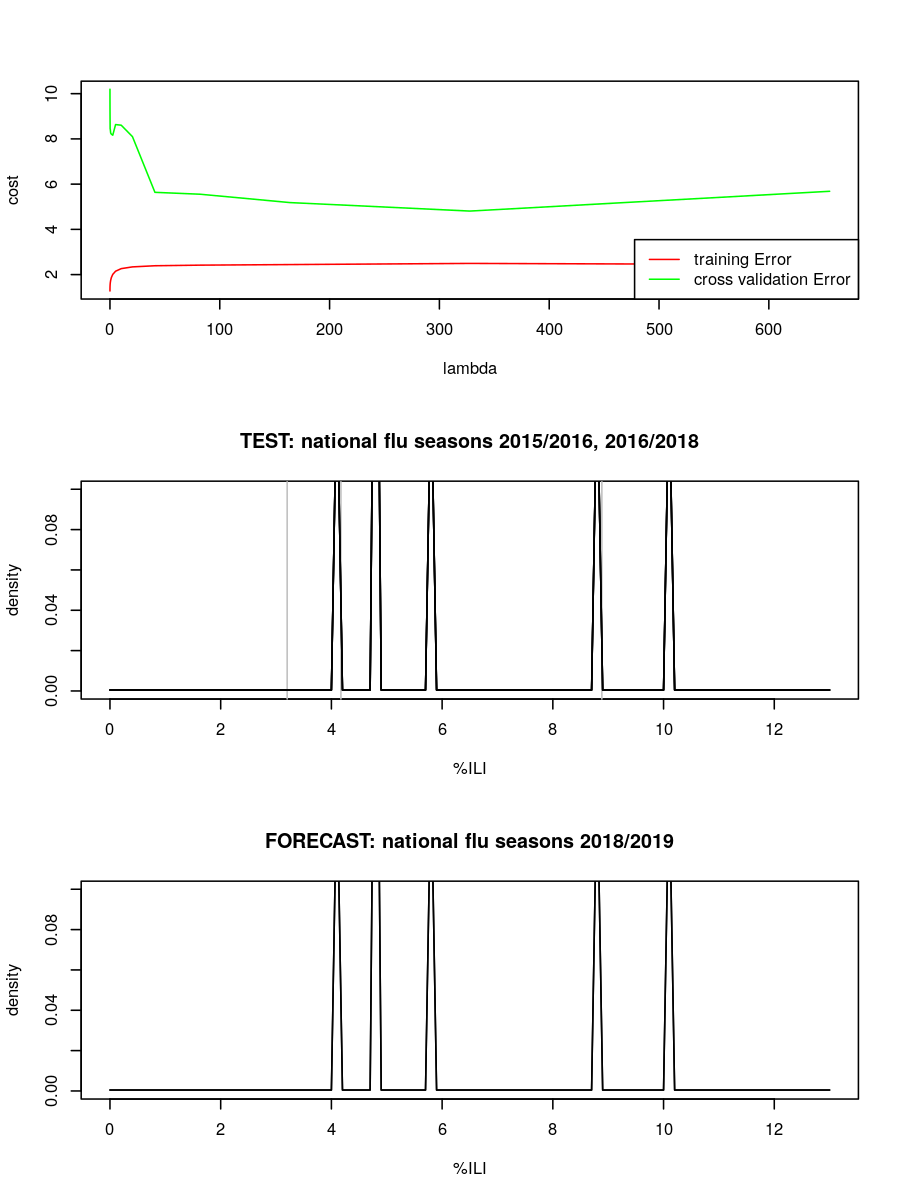 10
8
6
4
2
cost
training Error
cross validation Error
0 100 200 300 400 500 600
lambda
TEST: national flu seasons 2015/2016, 2016/2018
0.08
0.04
0.00
density
0 2 4 6 8 10 12
%ILI
FORECAST: national flu seasons 2018/2019
0.08
0.04
0.00
density
0 2 4 6 8 10 12
%ILI